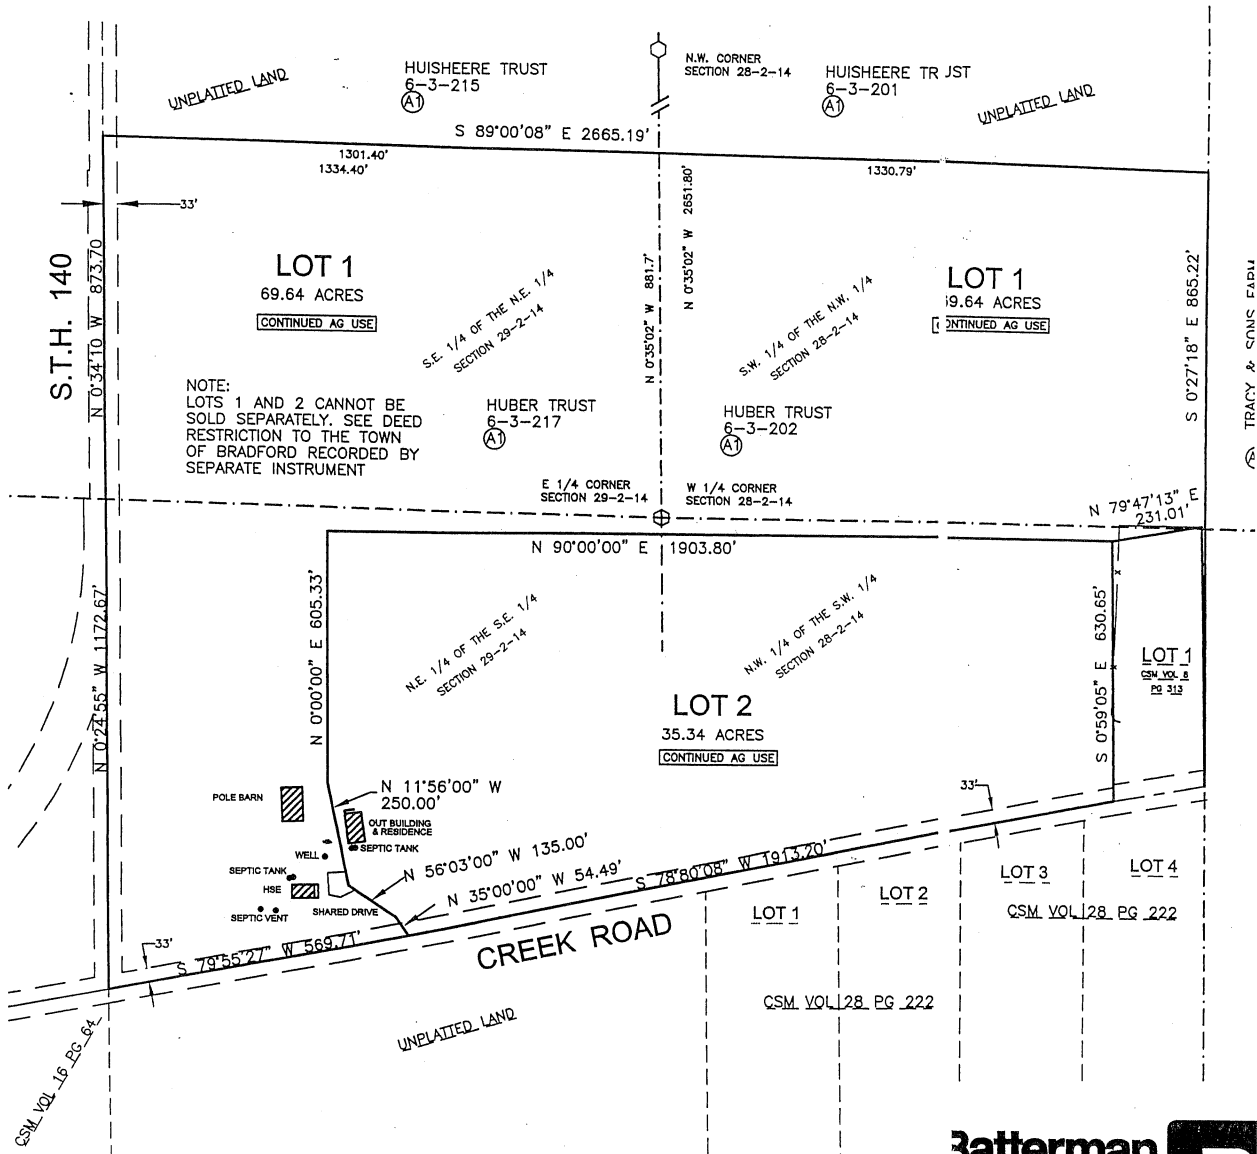 N.W. CORNER
SECTION 28-2-14
HUISHEERE TRUST
6-3-215
A1
HUISHEERE TR JST
6-3-201
A1
UNPLATTED LAND
UNPLATTED LAND
S 89°00'08" E 2665.19'
1301.40'
1334.40'
1330.79'
33'
S.T.H. 140
N 0°34'10 W 873.70
LOT 1
69.64 ACRES
CONTINUED AG USE
S.E. 1/4 OF THE N.E. 1/4
SECTION 29-2-14
N 0°35'02" W 881.7'
N 0°35'02" W 2651.80'
S.W. 1/4 OF THE N.W. 1/4
SECTION 28-2-14
LOT 1
9.64 ACRES
ONTINUED AG USE
S 0°27'18" E 865.22'
TRACY & SONS FARM
NOTE:
LOTS 1 AND 2 CANNOT BE
SOLD SEPARATELY. SEE DEED
RESTRICTION TO THE TOWN
OF BRADFORD RECORDED BY
SEPARATE INSTRUMENT
HUBER TRUST
6-3-217
A1
HUBER TRUST
6-3-202
A1
E 1/4 CORNER
SECTION 29-2-14
W 1/4 CORNER
SECTION 28-2-14
N 79°47'13" E
231.01'
N 90°00'00" E 1903.80'
N 0°24'55" W 1172.67'
N 0°00'00" E 605.33'
N.E. 1/4 OF THE S.E. 1/4
SECTION 29-2-14
N.W. 1/4 OF THE S.W. 1/4
SECTION 28-2-14
S 0°59'05" E 630.65'
LOT 1
CSM VOL 8
PG 313
LOT 2
35.34 ACRES
CONTINUED AG USE
N 11°56'00" W
250.00'
POLE BARN
OUT BUILDING
& RESIDENCE
SEPTIC TANK
WELL
SEPTIC TANK
HSE
SEPTIC VENT
SHARED DRIVE
N 56°03'00" W 135.00'
N 35°00'00" W 54.49'
S 78°80'08" W 1913.20'
33'
33'
S 79°55'27" W 569.71'
CREEK ROAD
LOT 1
LOT 2
LOT 3
LOT 4
CSM VOL 28 PG 222
CSM VOL 28 PG 222
UNPLATTED LAND
CSM VOL 16 PG 64
Batterman